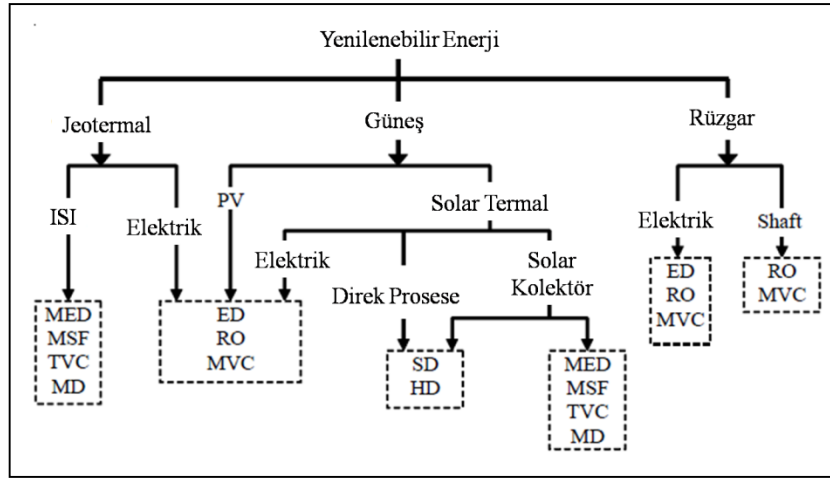 Yenilenebilir Enerji
Jeotermal
Güneş
Rüzgar
ISI
Elektrik
PV
Solar Termal
Elektrik
Direk Prosese
Solar
Kolektör
Elektrik
Shaft
MED
MSF
TVC
MD
ED
RO
MVC
SD
HD
MED
MSF
TVC
MD
ED
RO
MVC
RO
MVC